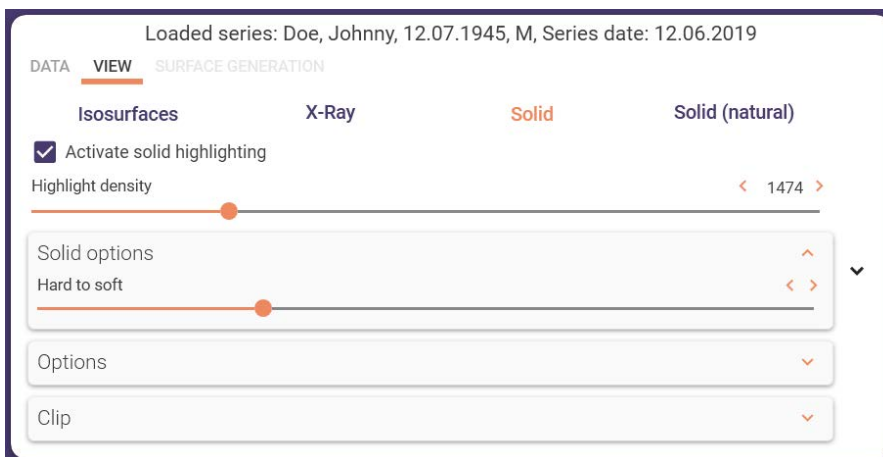 Loaded series: Doe, Johnny, 12.07.1945, M, Series date: 12.06.2019
DATA VIEW SURFACE GENERATION
Isosurfaces X-Ray Solid Solid (natural)
Activate solid highlighting
Highlight density 1474
Solid options
Hard to soft
Options
Clip